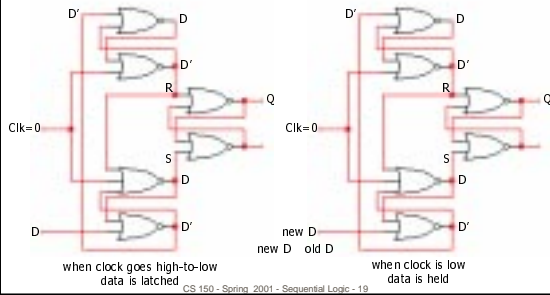 D' D D' D
D' D'
R R
Q Q
Clk=0 Clk=0
S S
D D
D' D'
D new D
new D old D
when clock goes high-to-low when clock is low
data is latched data is held
CS 150 - Spring 2001 - Sequential Logic - 19